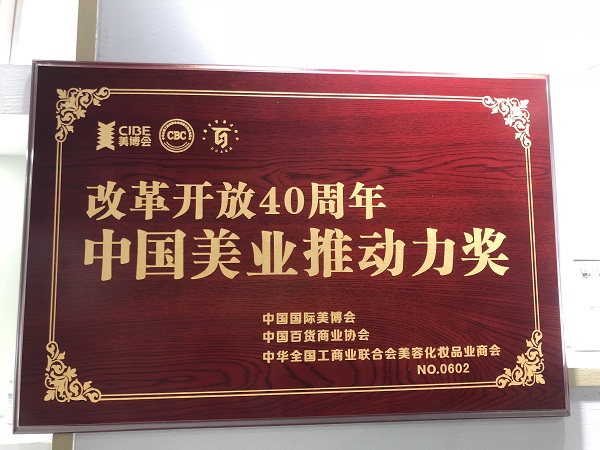 CIBE
美博会
CBC
改革开放40周年
中国美业推动力奖
中国国际美博会
中国百货商业协会
中华全国工商业联合会美容化妆品业商会
NO.0602